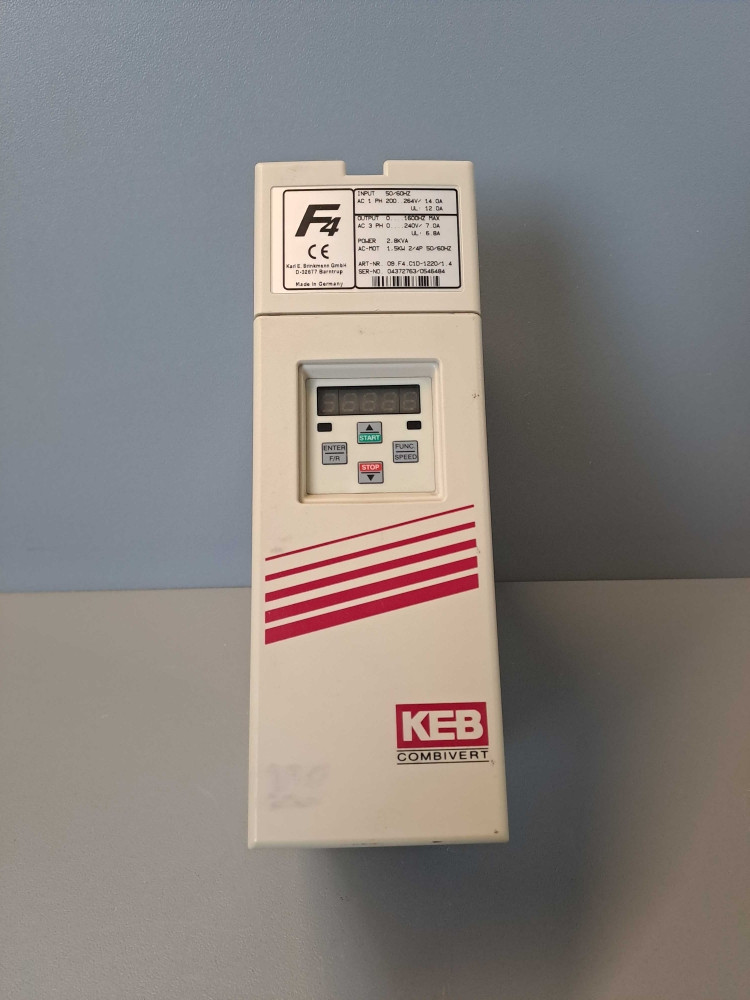 F4
CE
Karl E. Brinkmann GmbH
D-32677 Barntrup
Made in Germany
INPUT 50/60HZ
AC 1 PH 200...264V/ 14.0A
UL: 12.0A
OUTPUT 0....1600HZ MAX
AC 3 PH 0.....240V/ 7.0A
UL: 6.8A
POWER 2.8KVA
AC-MOT 1.5KW 2/4P 50/60HZ
ART-NR. 09.F4.C1D-1220/1.4
SER-NO. 04372763/0546484
START
ENTER
F/R
FUNC.
SPEED
STOP
KEB
COMBIVERT